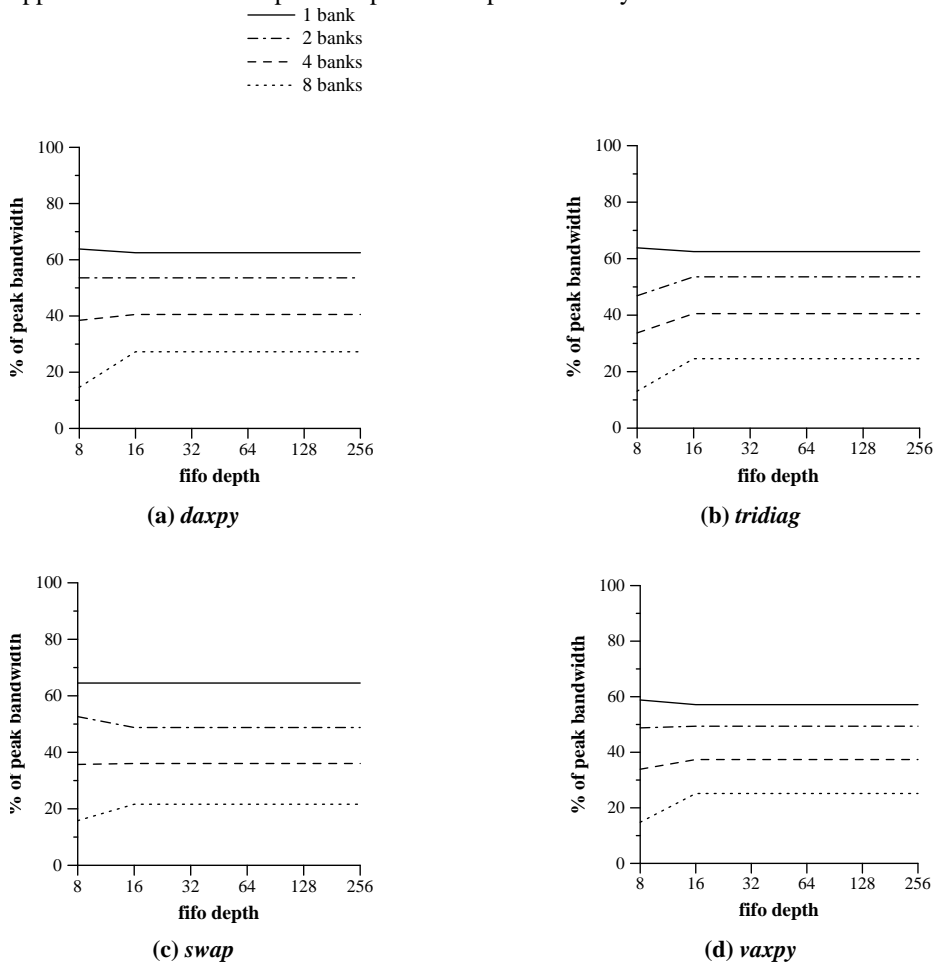 1 bank
2 banks
4 banks
8 banks
% of peak bandwidth
100
80
60
40
20
0
8 16 32 64 128 256
fifo depth
(a) daxpy
% of peak bandwidth
100
80
60
40
20
0
8 16 32 64 128 256
fifo depth
(b) tridiag
% of peak bandwidth
100
80
60
40
20
0
8 16 32 64 128 256
fifo depth
(c) swap
% of peak bandwidth
100
80
60
40
20
0
8 16 32 64 128 256
fifo depth
(d) vaxpy